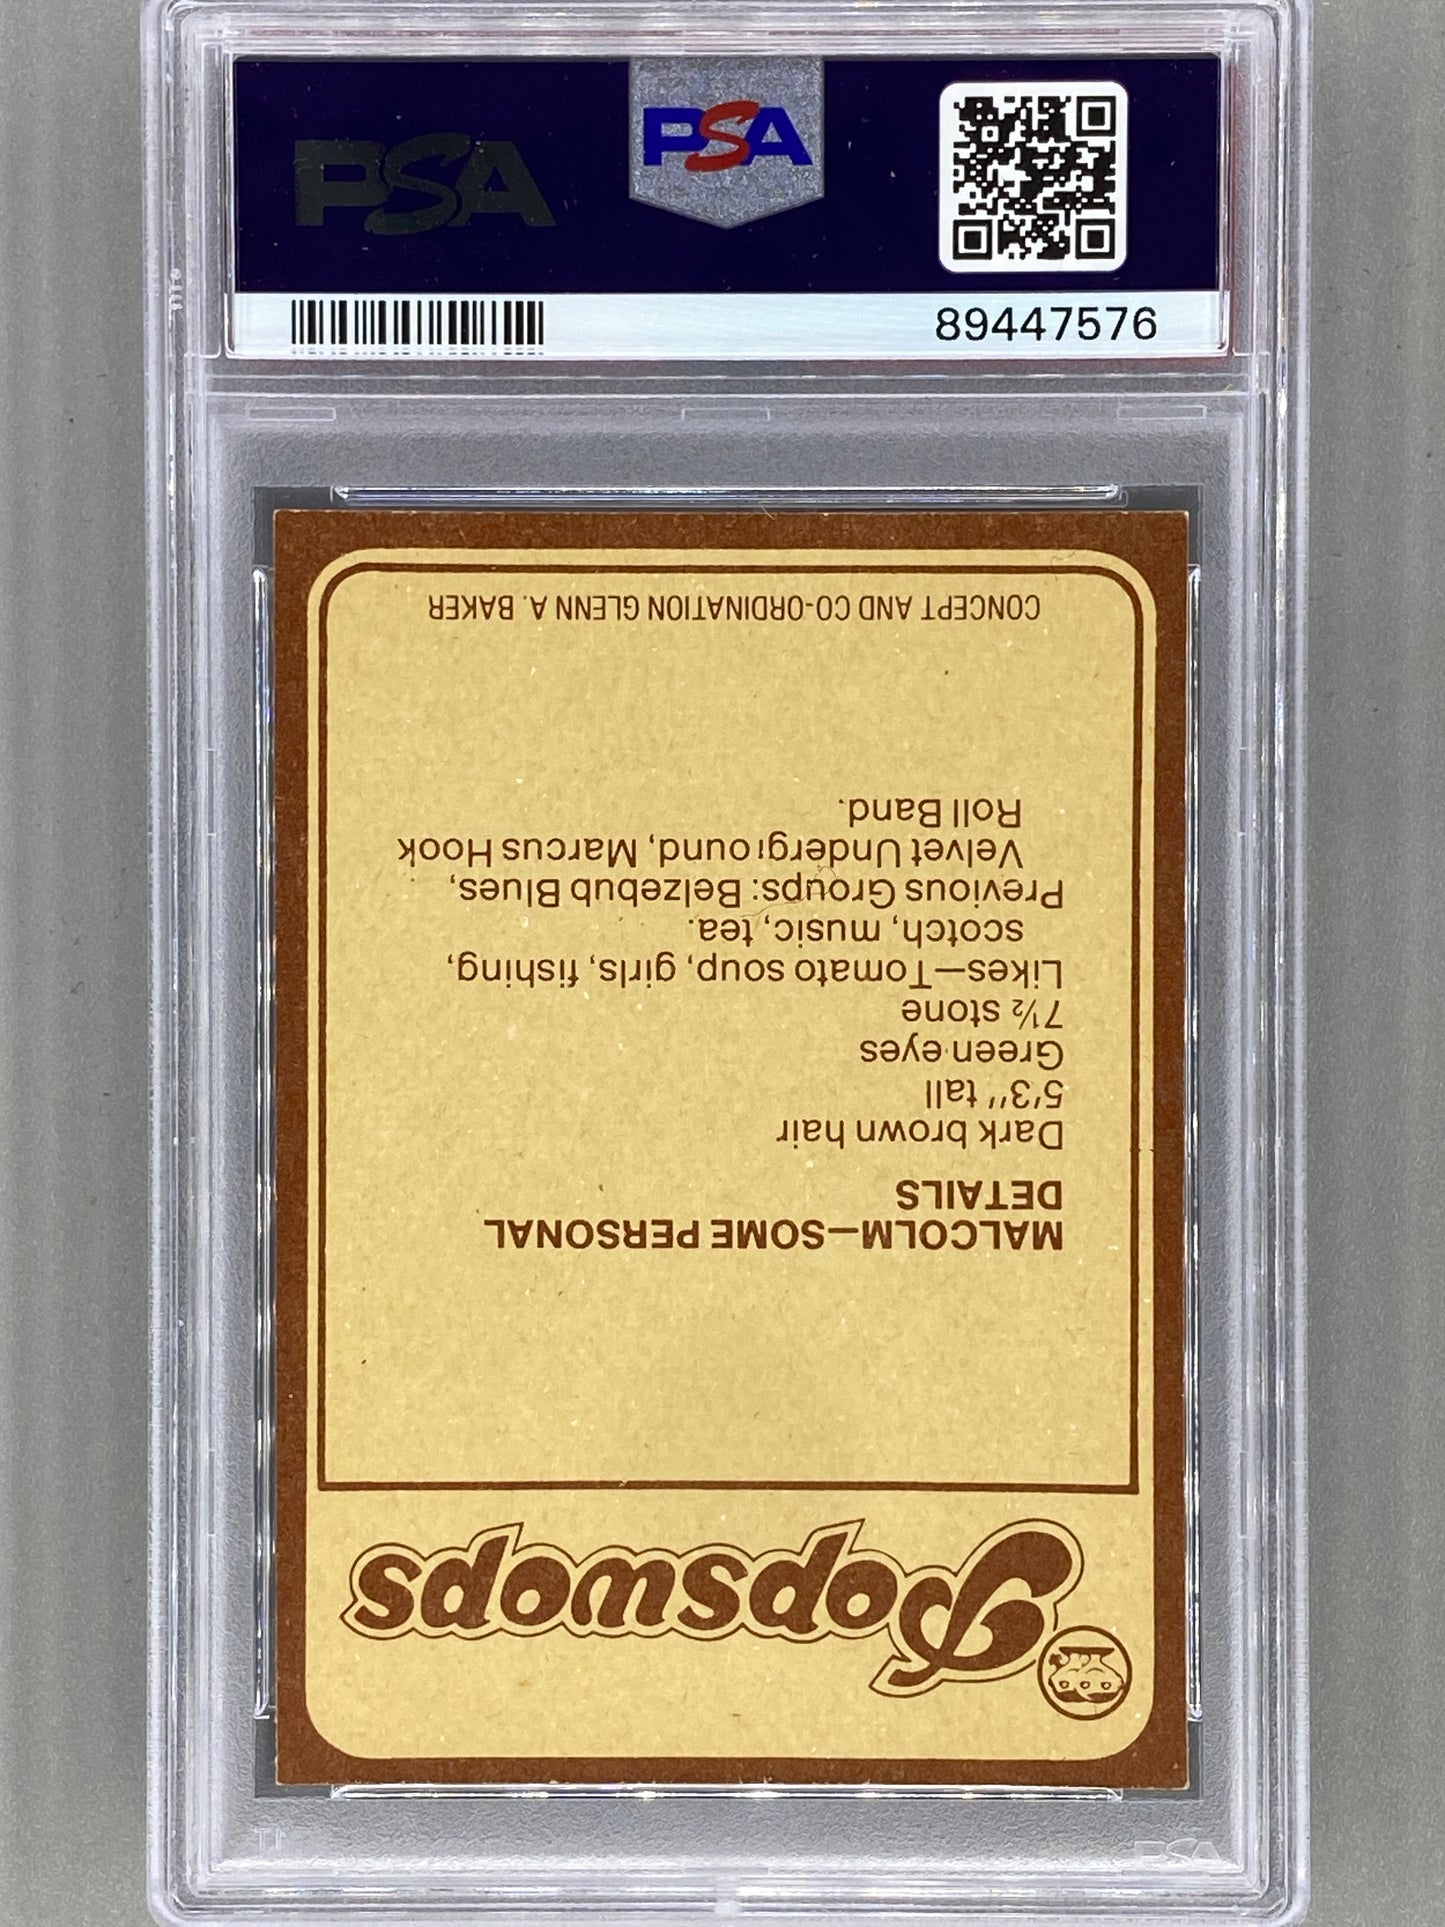 PSA
PSA
89447576
Popswops
MALCOLM—SOME PERSONAL
DETAILS
Dark brown hair
5'3'' tall
Green eyes
7½ stone
Likes—Tomato soup, girls, fishing,
scotch, music, tea.
Previous Groups: Belzebub Blues,
Velvet Underground, Marcus Hook
Roll Band.
CONCEPT AND CO-ORDINATION GLENN A. BAKER
PSA